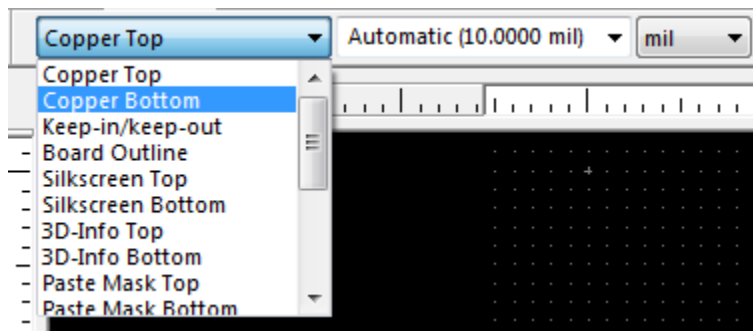 Copper Top Automatic (10.0000 mil) mil
Copper Top
Copper Bottom
Keep-in/keep-out
Board Outline
Silkscreen Top
Silkscreen Bottom
3D-Info Top
3D-Info Bottom
Paste Mask Top
Paste Mask Bottom